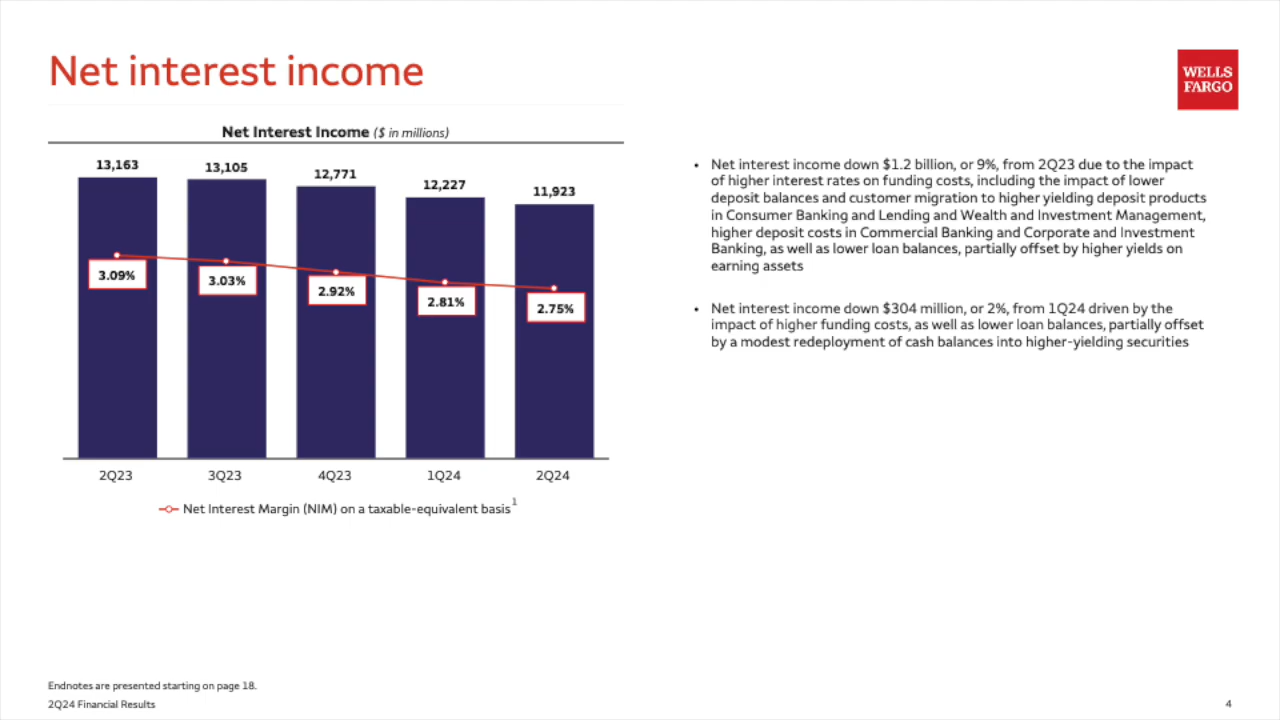 Net interest income
WELLS
FARGO
Net Interest Income ($ in millions)
13,163
13,105
12,771
12,227
11,923
3.09%
3.03%
2.92%
2.81%
2.75%
2Q23
3Q23
4Q23
1Q24
2Q24
Net Interest Margin (NIM) on a taxable-equivalent basis1
• Net interest income down $1.2 billion, or 9%, from 2Q23 due to the impact
of higher interest rates on funding costs, including the impact of lower
deposit balances and customer migration to higher yielding deposit products
in Consumer Banking and Lending and Wealth and Investment Management,
higher deposit costs in Commercial Banking and Corporate and Investment
Banking, as well as lower loan balances, partially offset by higher yields on
earning assets
• Net interest income down $304 million, or 2%, from 1Q24 driven by the
impact of higher funding costs, as well as lower loan balances, partially offset
by a modest redeployment of cash balances into higher-yielding securities
Endnotes are presented starting on page 18.
2Q24 Financial Results
4